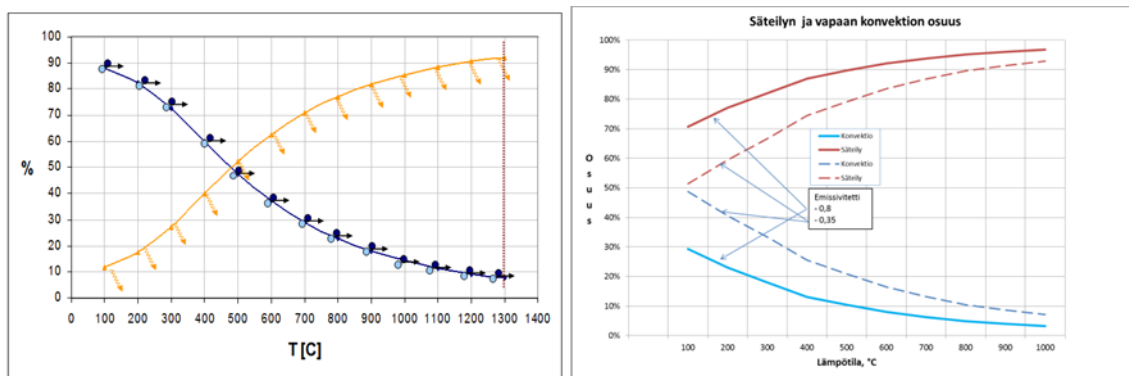 100
90
80
70
60
50
40
30
20
10
0
%
0 100 200 300 400 500 600 700 800 900 1000 1100 1200 1300 1400
T [C]
Säteilyn ja vapaan konvektion osuus
100%
90%
80%
70%
60%
50%
40%
30%
20%
10%
0%
O
s
u
u
s
Konvektio
Säteily
Konvektio
Säteily
Emissivitetti
- 0,8
- 0,35
100 200 300 400 500 600 700 800 1000
Lämpötila, °C